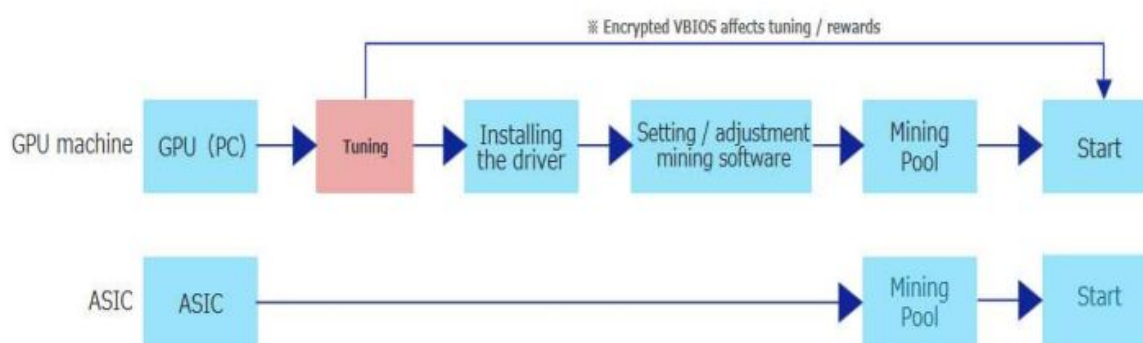 ※ Encrypted VBIOS affects tuning / rewards
GPU machine
GPU (PC)
Tuning
Installing
the driver
Setting / adjustment
mining software
Mining
Pool
Start
ASIC
ASIC
Mining
Pool
Start